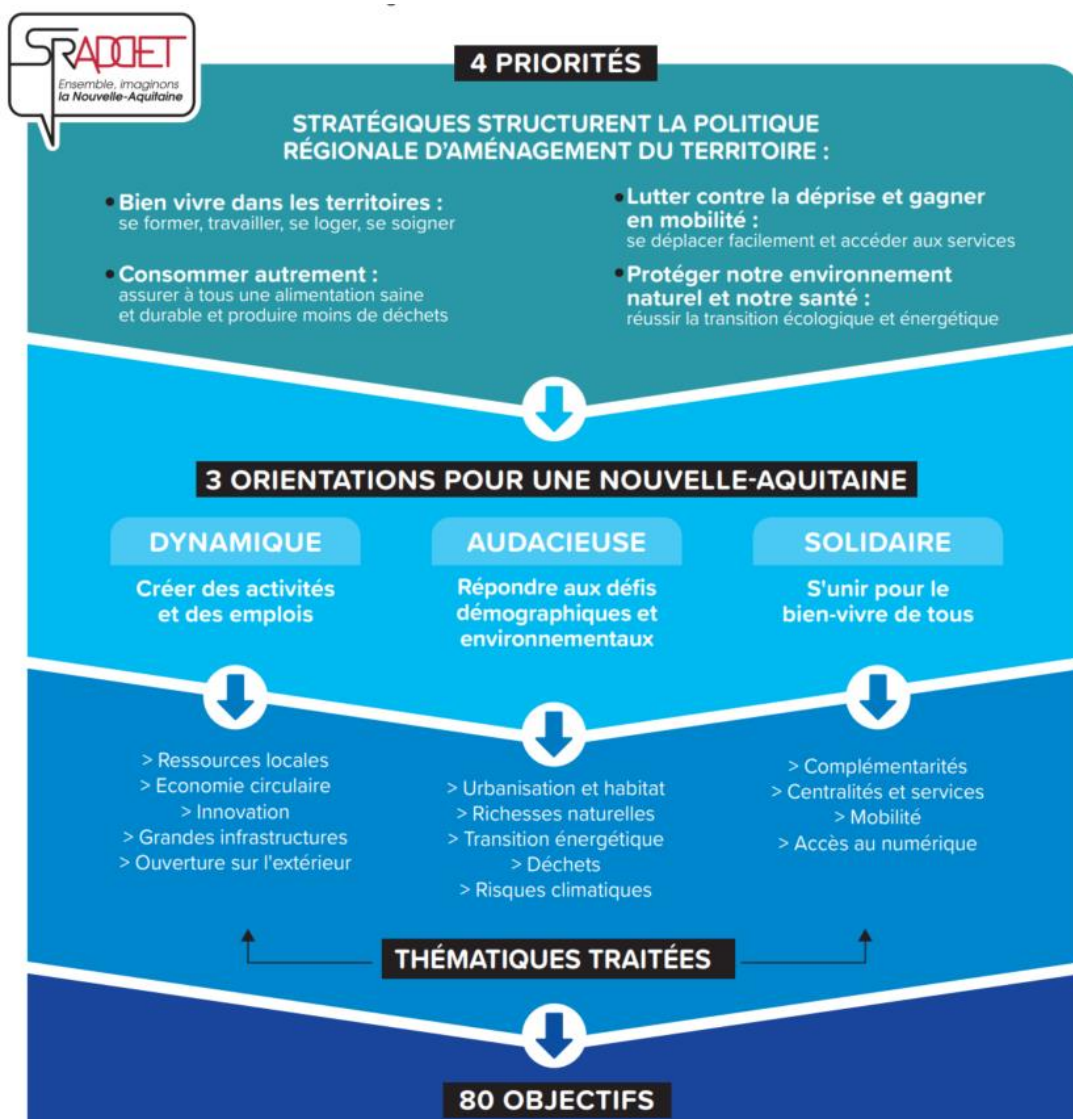 SRADDET
Ensemble, imaginons
la Nouvelle-Aquitaine
4 PRIORITÉS
STRATÉGIQUES STRUCTURENT LA POLITIQUE
RÉGIONALE D'AMÉNAGEMENT DU TERRITOIRE :
• Bien vivre dans les territoires :
se former, travailler, se loger, se soigner
• Consommer autrement :
assurer à tous une alimentation saine
et durable et produire moins de déchets
• Lutter contre la déprise et gagner
en mobilité :
se déplacer facilement et accéder aux services
• Protéger notre environnement
naturel et notre santé :
réussir la transition écologique et énergétique
3 ORIENTATIONS POUR UNE NOUVELLE-AQUITAINE
DYNAMIQUE
Créer des activités
et des emplois
AUDACIEUSE
Répondre aux défis
démographiques et
environnementaux
SOLIDAIRE
S'unir pour le
bien-vivre de tous
> Ressources locales
> Economie circulaire
> Innovation
> Grandes infrastructures
> Ouverture sur l'extérieur
> Urbanisation et habitat
> Richesses naturelles
> Transition énergétique
> Déchets
> Risques climatiques
> Complémentarités
> Centralités et services
> Mobilité
> Accès au numérique
THÉMATIQUES TRAITÉES
80 OBJECTIFS